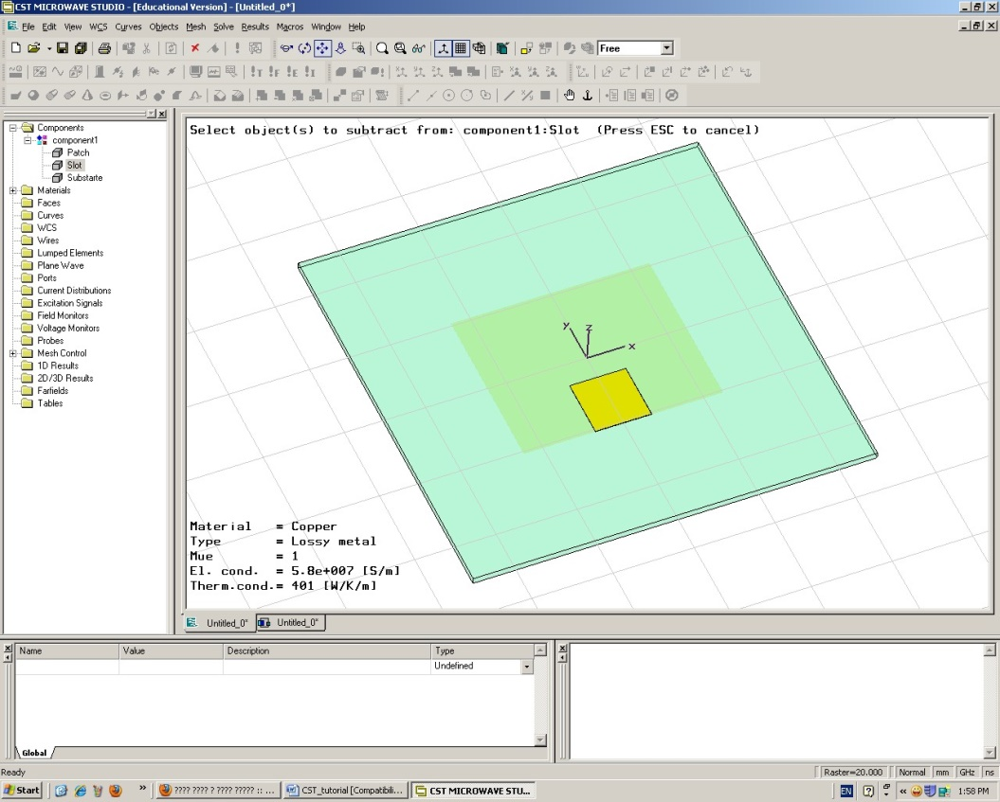 CST MICROWAVE STUDIO - [Educational Version] - [Untitled_0*]
File Edit View WCS Curves Objects Mesh Solve Results Macros Window Help
Free
Components
component1
Patch
Slot
Substarte
Materials
Faces
Curves
WCS
Wires
Lumped Elements
Plane Wave
Ports
Current Distributions
Excitation Signals
Field Monitors
Voltage Monitors
Probes
Mesh Control
1D Results
2D/3D Results
Farfields
Tables
Select object(s) to subtract from: component1:Slot (Press ESC to cancel)
y z x
Material = Copper
Type = Lossy metal
Mue = 1
El. cond. = 5.8e+007 [S/m]
Therm.cond.= 401 [W/K/m]
Untitled_0* Untitled_0*
Name Value Description Type
Undefined
Global
Ready Raster=20.000 Normal mm GHz ns
Start » ???? ???? ? ???? ????? :: ... CST_tutorial [Compatibili... CST MICROWAVE STU... EN « 1:58 PM